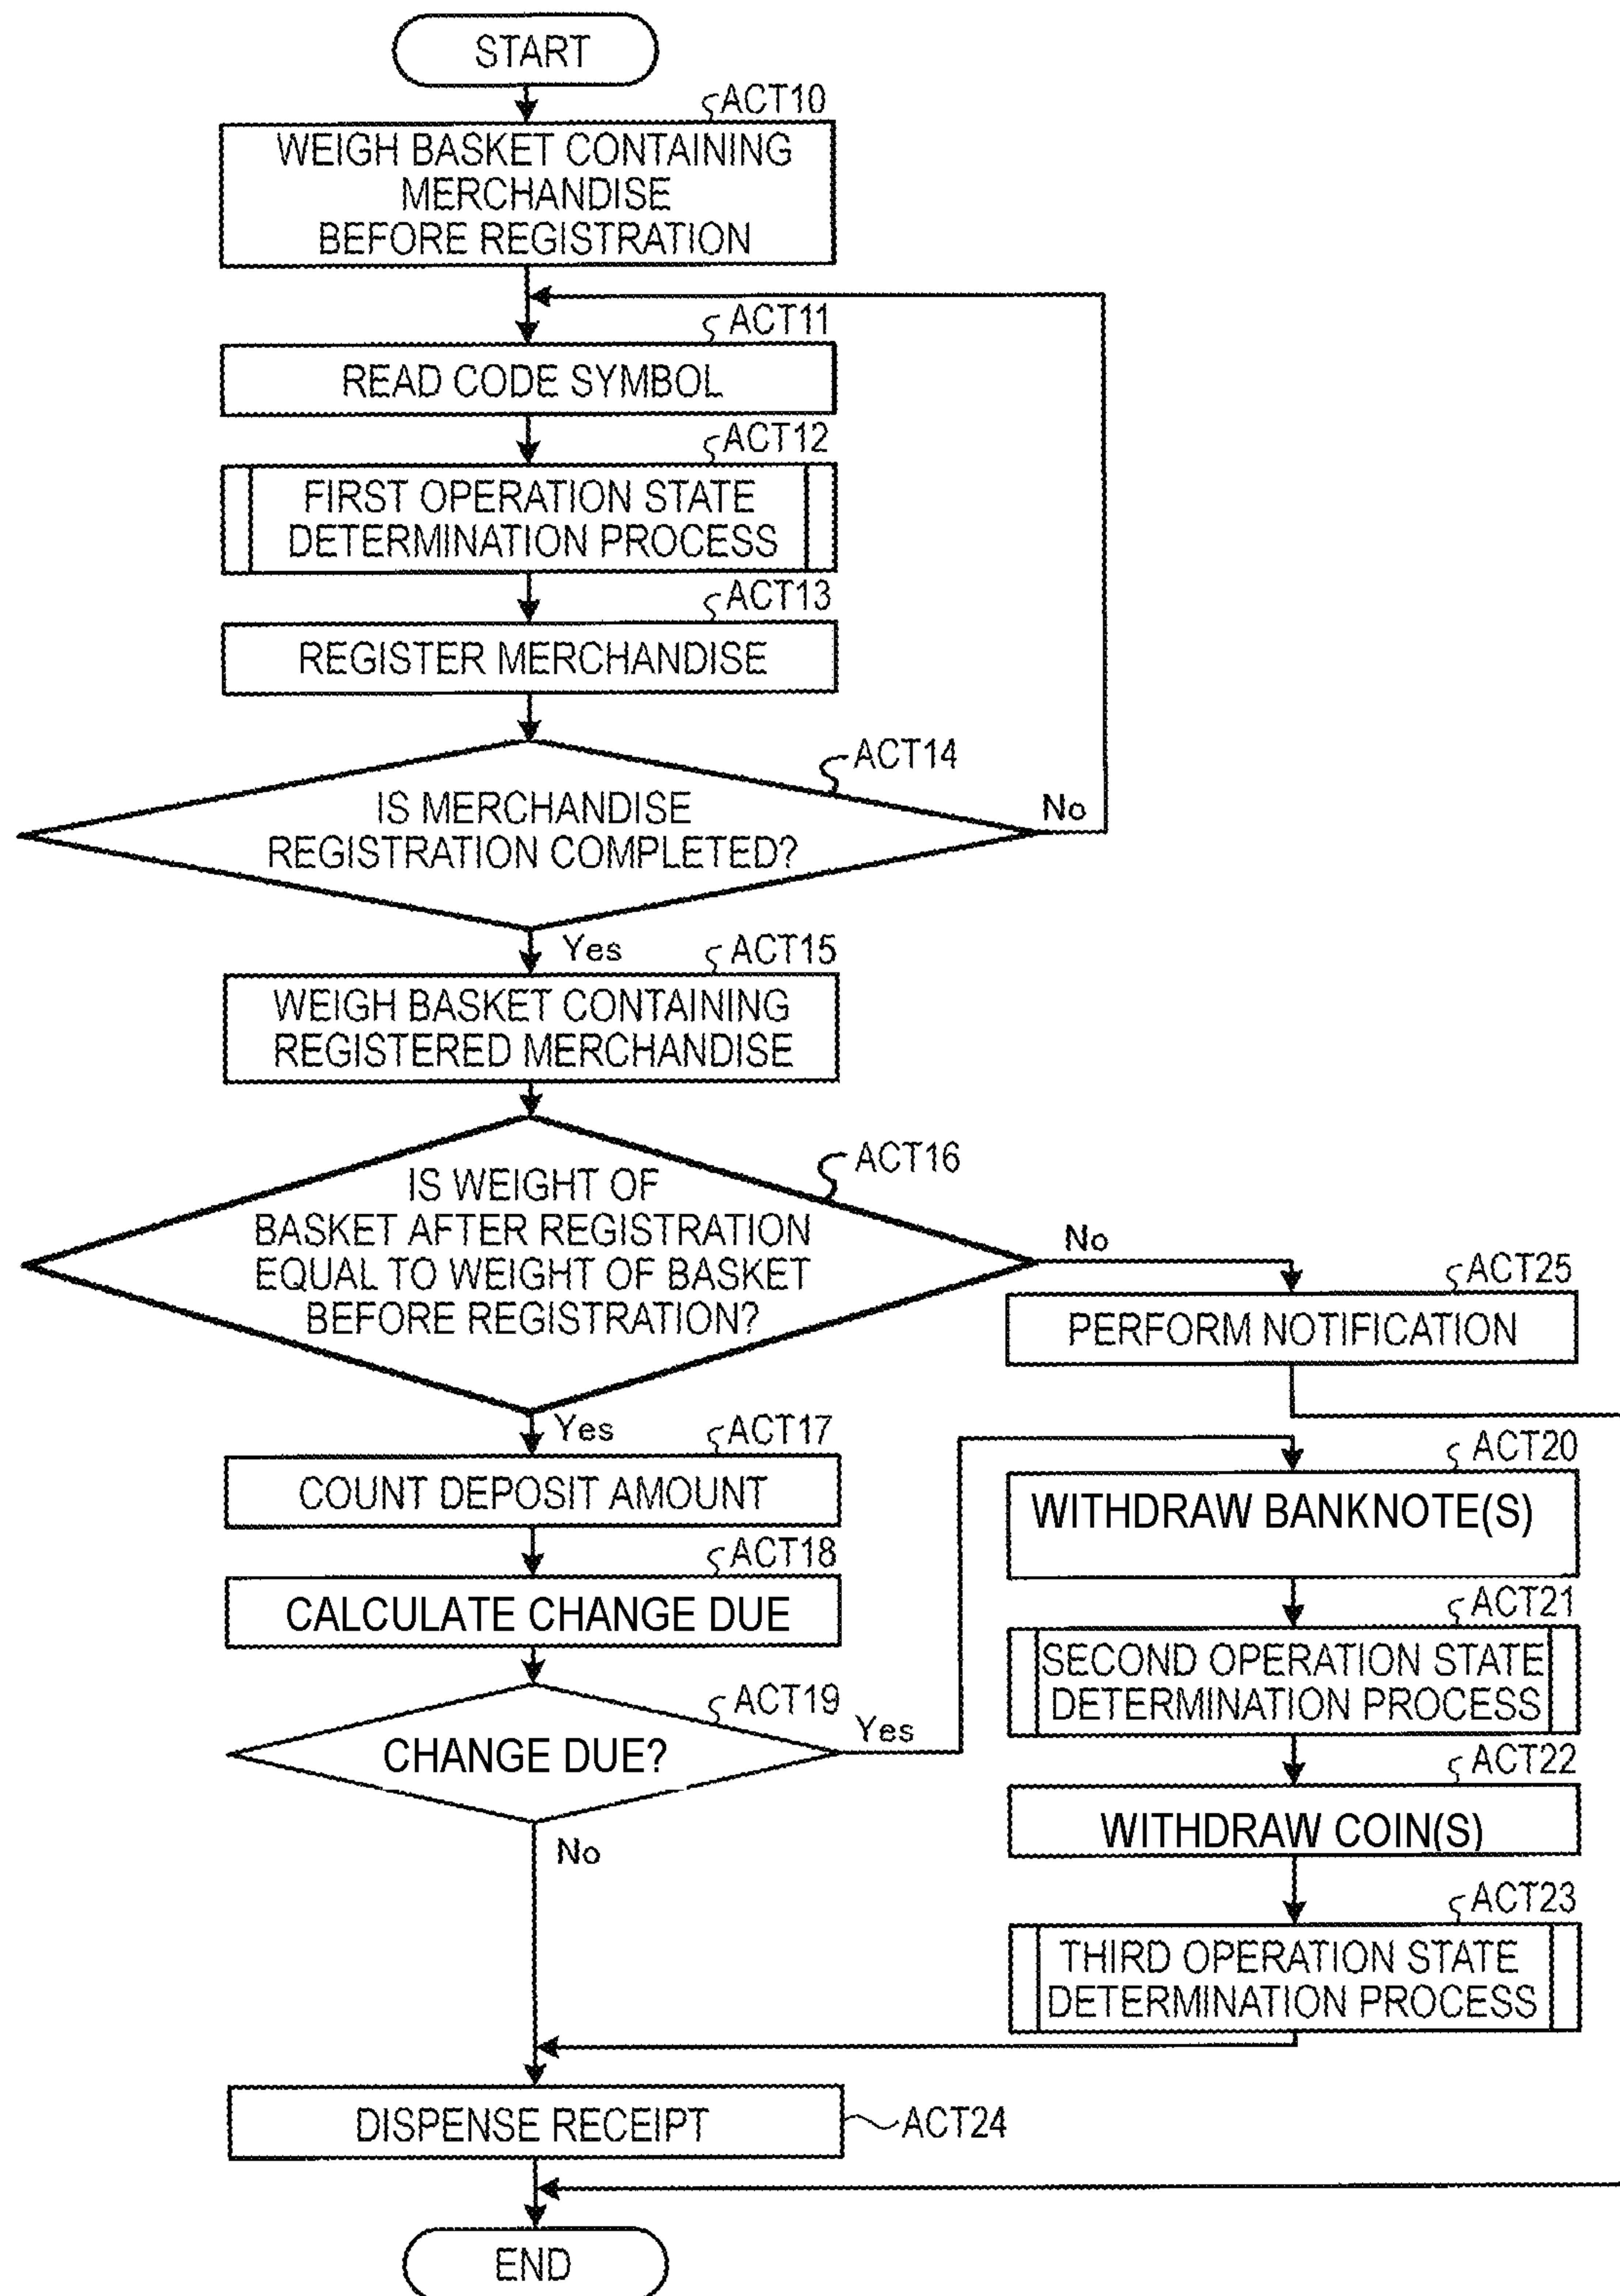 START
ACT10
WEIGH BASKET CONTAINING
MERCHANDISE
BEFORE REGISTRATION
ACT11
READ CODE SYMBOL
ACT12
FIRST OPERATION STATE
DETERMINATION PROCESS
ACT13
REGISTER MERCHANDISE
ACT14
IS MERCHANDISE
REGISTRATION COMPLETED?
No
Yes
ACT15
WEIGH BASKET CONTAINING
REGISTERED MERCHANDISE
ACT16
IS WEIGHT OF
BASKET AFTER REGISTRATION
EQUAL TO WEIGHT OF BASKET
BEFORE REGISTRATION?
No
ACT25
PERFORM NOTIFICATION
Yes
ACT17
COUNT DEPOSIT AMOUNT
ACT18
CALCULATE CHANGE DUE
ACT19
CHANGE DUE?
Yes
No
ACT20
WITHDRAW BANKNOTE(S)
ACT21
SECOND OPERATION STATE
DETERMINATION PROCESS
ACT22
WITHDRAW COIN(S)
ACT23
THIRD OPERATION STATE
DETERMINATION PROCESS
DISPENSE RECEIPT
ACT24
END